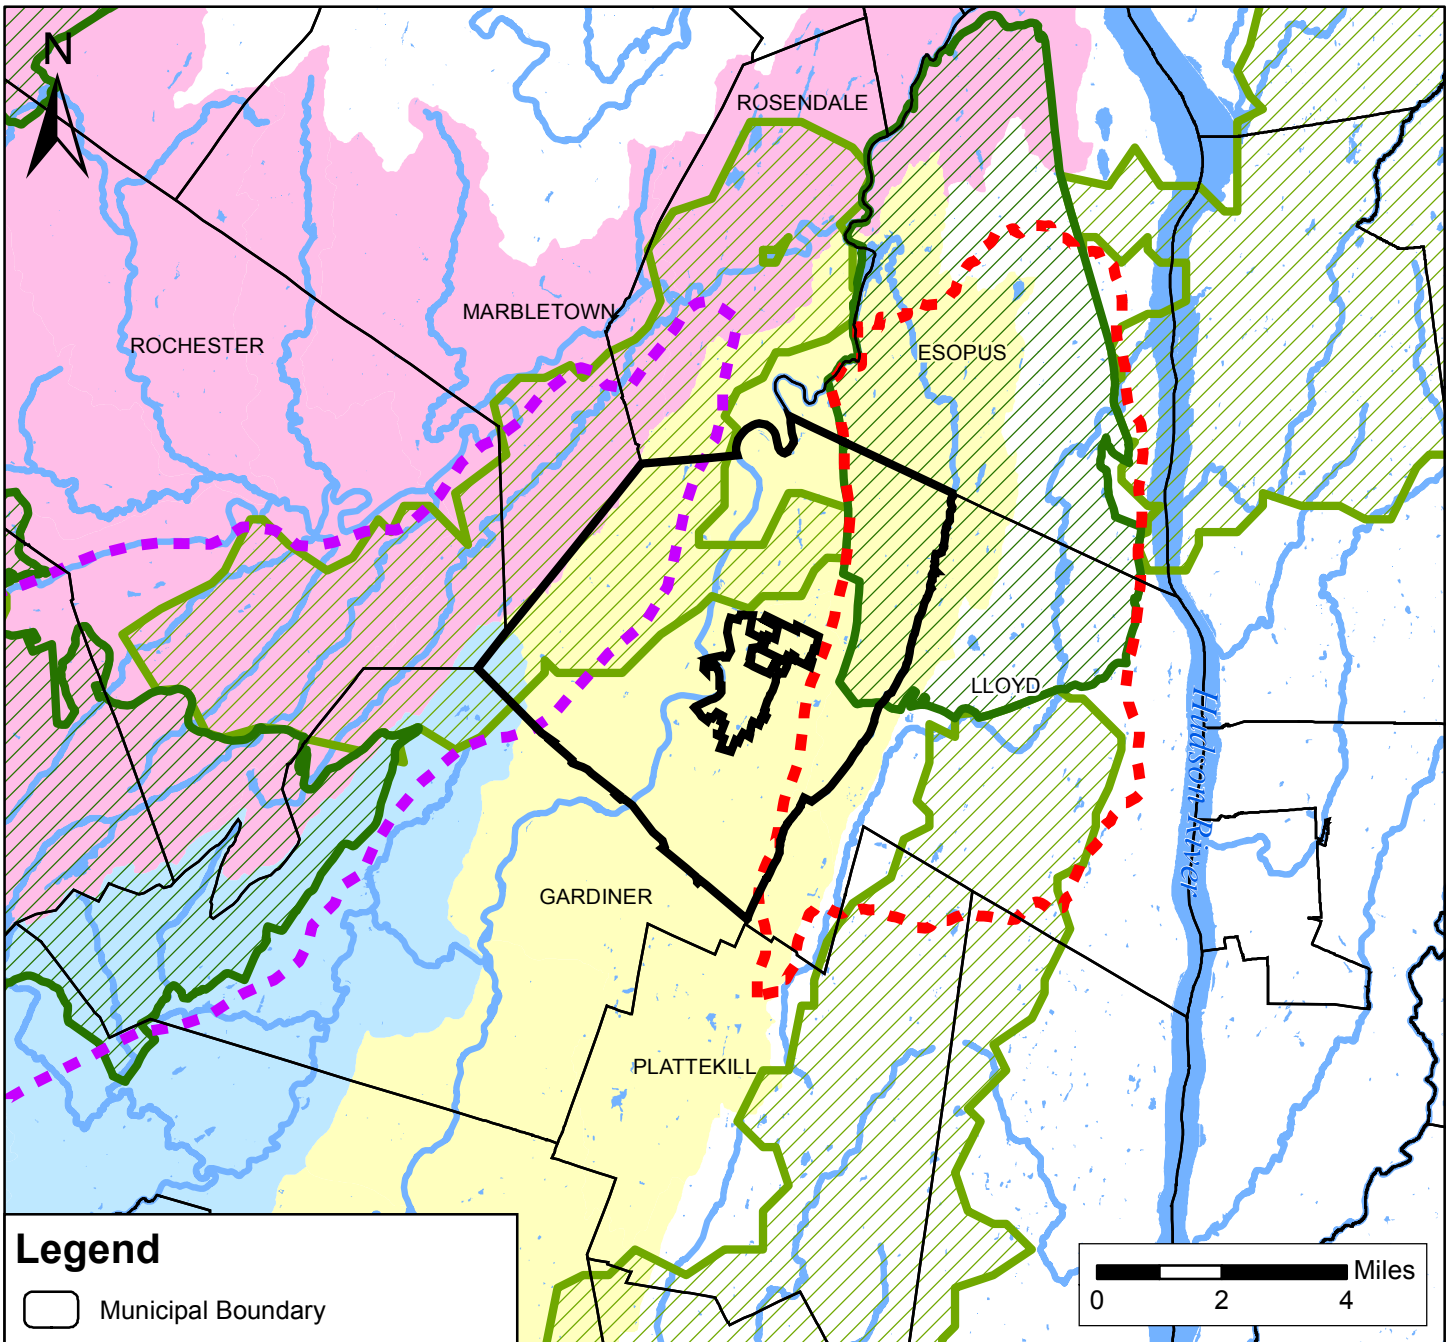 N
ROSENDALE
MARBLETOWN
ROCHESTER
ESOPUS
LLOYD
Hudson River
GARDINER
PLATTEKILL
Legend
Municipal Boundary
Miles
0 2 4